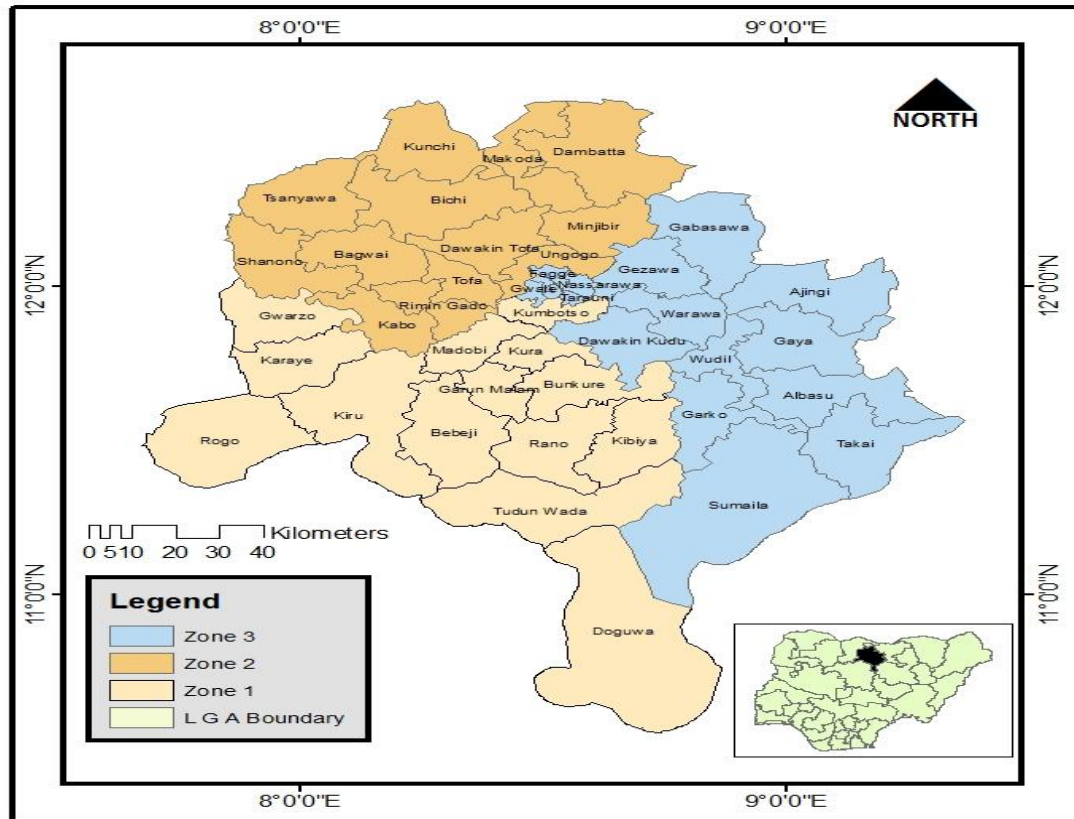 8°0'0"E 9°0'0"E
NORTH
Kunchi
Makoda
Dambatta
Tsanyawa
Bichi
Minjibir
Gabasawa
Dawakin Tofa
Bagwai
Ungogo
Shanono
Gezawa
Fagge
Tofa
Gwale
Nassarawa
Ajingi
Tarauni
12°0'0"N 12°0'0"N
Rimin Gado
Gwarzo
Kumbotso
Warawa
Kabo
Dawakin Kudu
Gaya
Madobi
Kura
Karaye
Wudil
Garun Malam
Bunkure
Albasu
Kiru
Garko
Rogo
Bebeji
Rano
Kibiya
Takai
Sumaila
Tudun Wada
Kilometers
0 5 10 20 30 40
11°0'0"N 11°0'0"N
Legend
Zone 3
Zone 2
Zone 1
L G A Boundary
Doguwa
8°0'0"E 9°0'0"E